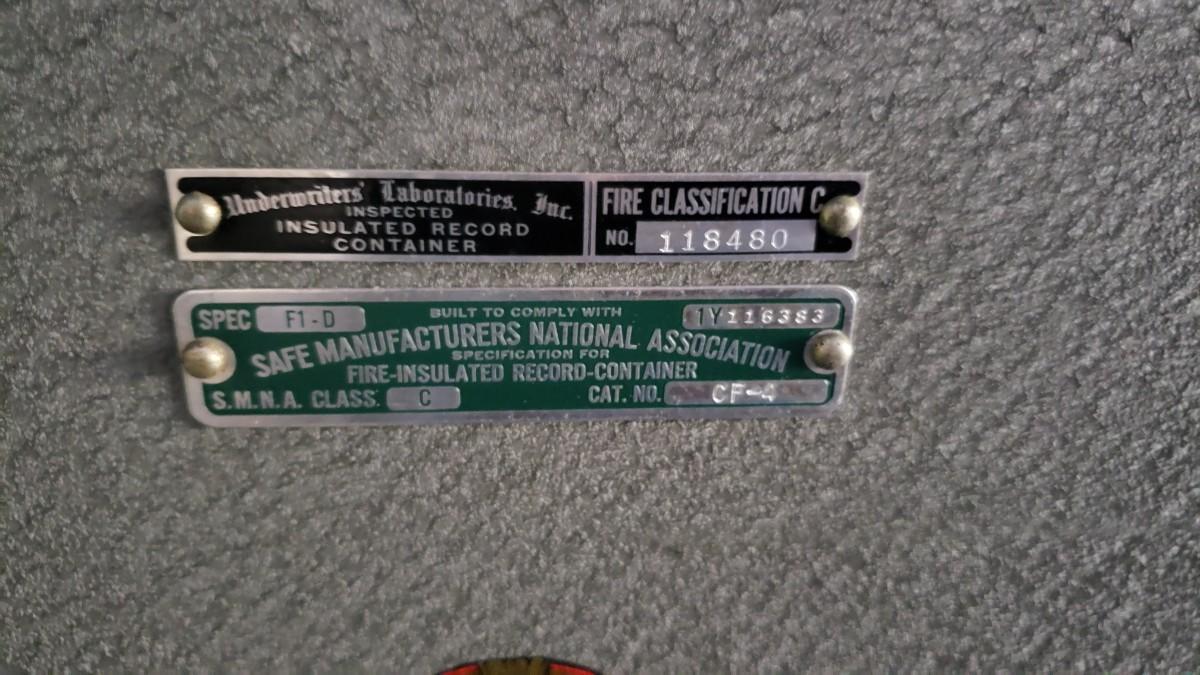 Underwriters' Laboratories, Inc.
INSPECTED
INSULATED RECORD
CONTAINER
FIRE CLASSIFICATION C
NO. 118480
SPEC F1-D
BUILT TO COMPLY WITH
1Y116383
SAFE MANUFACTURERS NATIONAL ASSOCIATION
SPECIFICATION FOR
FIRE-INSULATED RECORD-CONTAINER
S.M.N.A. CLASS. C
CAT. NO. CF-4